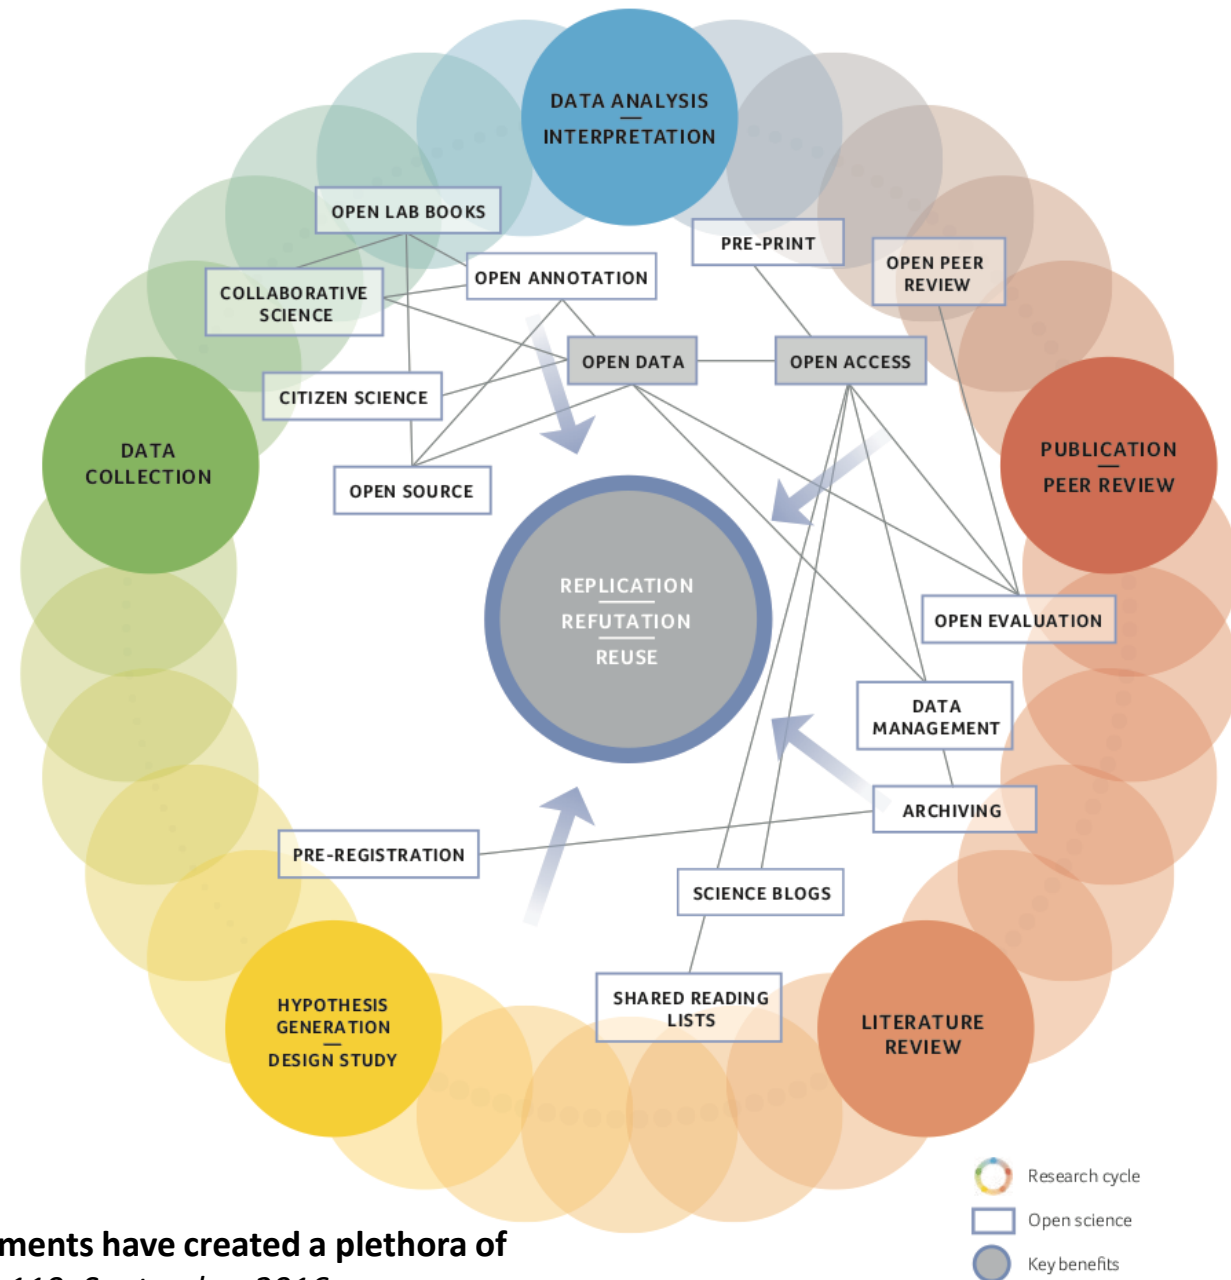 DATA ANALYSIS
INTERPRETATION
OPEN LAB BOOKS
PRE-PRINT
OPEN PEER
REVIEW
OPEN ANNOTATION
COLLABORATIVE
SCIENCE
OPEN DATA
OPEN ACCESS
CITIZEN SCIENCE
DATA
COLLECTION
PUBLICATION
PEER REVIEW
OPEN SOURCE
REPLICATION
REFUTATION
REUSE
OPEN EVALUATION
DATA
MANAGEMENT
ARCHIVING
PRE-REGISTRATION
SCIENCE BLOGS
SHARED READING
LISTS
HYPOTHESIS
GENERATION
DESIGN STUDY
LITERATURE
REVIEW
Research cycle
Open science
Key benefits
ments have created a plethora of